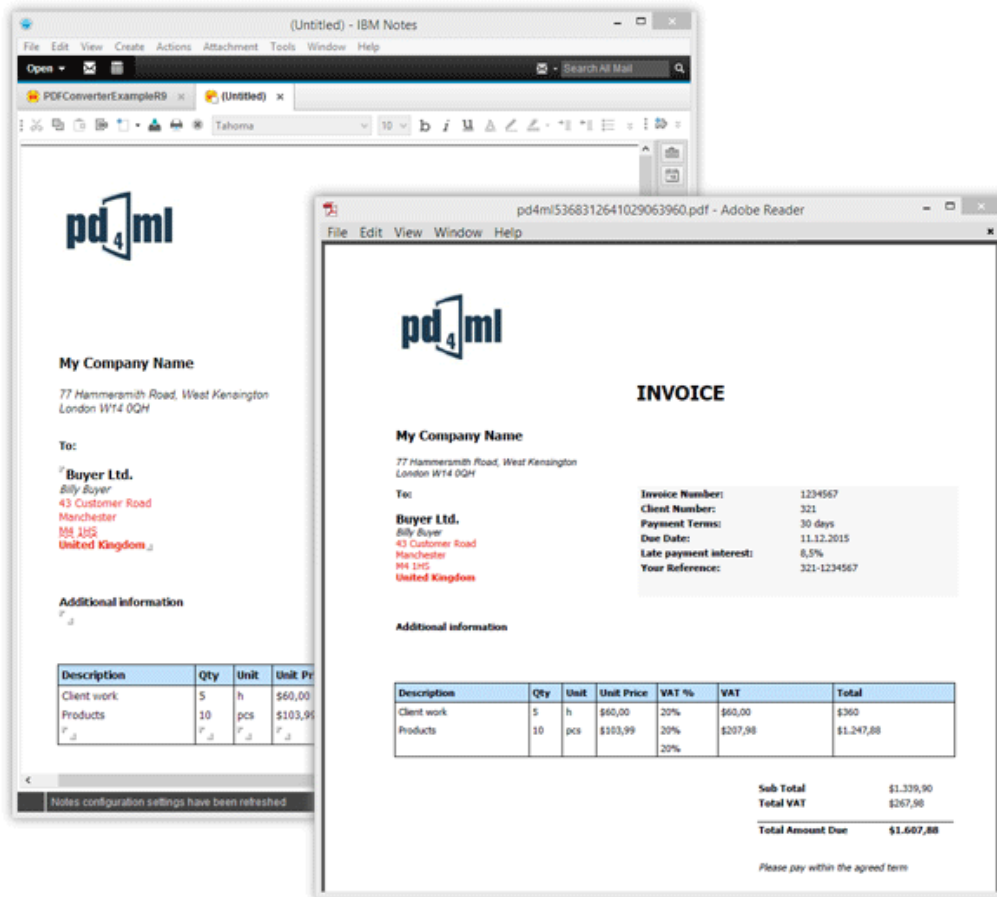 (Untitled) - IBM Notes
File Edit View Create Actions Attachment Tools Window Help
Open
Search All Mail
PDFConverterExampleR9 (Untitled)
Tahoma 10 b i U A
pd4ml
My Company Name
77 Hammersmith Road, West Kensington
London W14 0QH
To:
Buyer Ltd.
Billy Buyer
43 Customer Road
Manchester
M4 1HS
United Kingdom
Additional information
Description Qty Unit Unit Pr
Client work 5 h $60,00
Products 10 pcs $103,99
Notes configuration settings have been refreshed
pd4ml5368312641029063960.pdf - Adobe Reader
File Edit View Window Help
pd4ml
INVOICE
My Company Name
77 Hammersmith Road, West Kensington
London W14 0QH
To:
Buyer Ltd.
Billy Buyer
43 Customer Road
Manchester
M4 1HS
United Kingdom
Invoice Number: 1234567
Client Number: 321
Payment Terms: 30 days
Due Date: 11.12.2015
Late payment interest: 8,5%
Your Reference: 321-1234567
Additional information
Description Qty Unit Unit Price VAT % VAT Total
Client work 5 h $60,00 20% $60,00 $360
Products 10 pcs $103,99 20% $207,98 $1.247,88
20%
Sub Total $1.339,90
Total VAT $267,98
Total Amount Due $1.607,88
Please pay within the agreed term